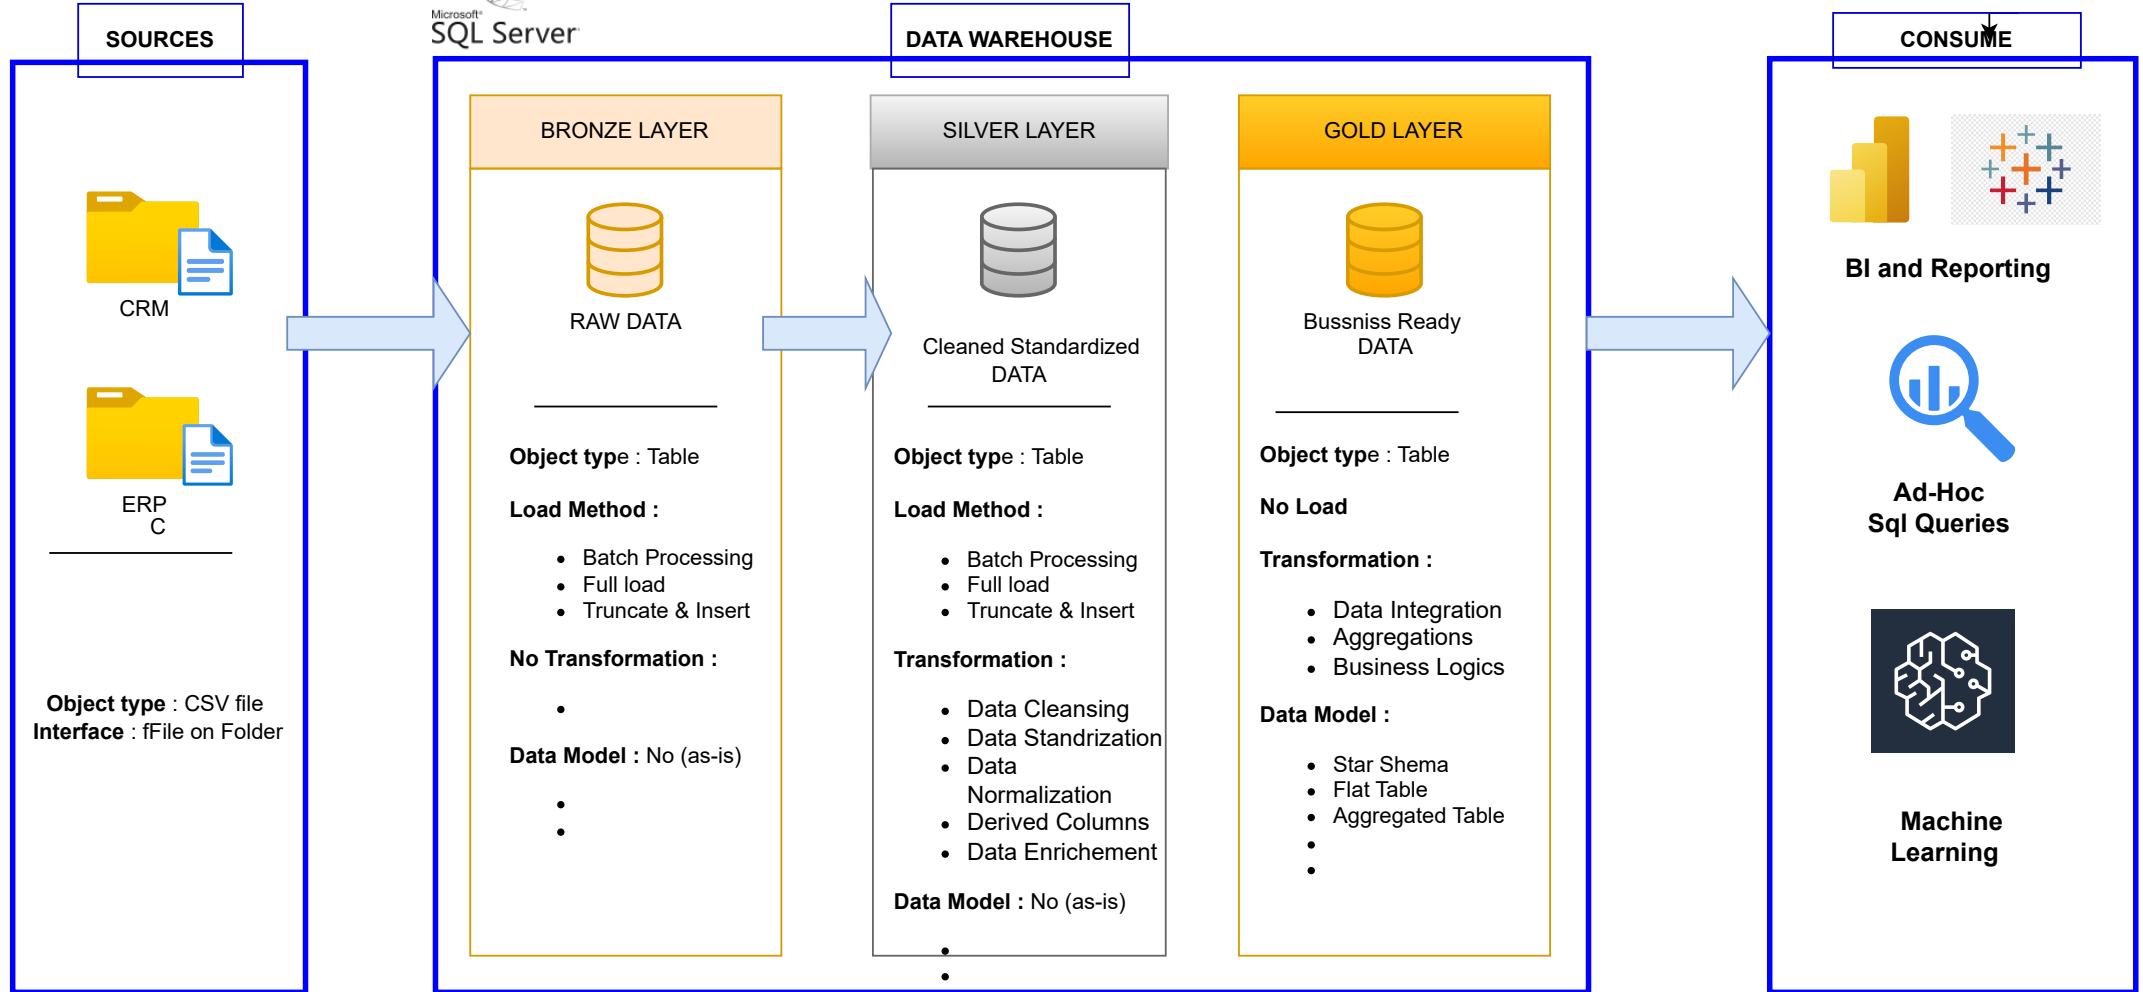 SOURCES
CRM
ERP
C
Object type : CSV file
Interface : fFile on Folder
Microsoft®
SQL Server
DATA WAREHOUSE
BRONZE LAYER
RAW DATA
Object type : Table
Load Method :
Batch Processing
Full load
Truncate & Insert
No Transformation :
Data Model : No (as-is)
SILVER LAYER
Cleaned Standardized
DATA
Object type : Table
Load Method :
Batch Processing
Full load
Truncate & Insert
Transformation :
Data Cleansing
Data Standrization
Data
Normalization
Derived Columns
Data Enrichement
Data Model : No (as-is)
GOLD LAYER
Bussniss Ready
DATA
Object type : Table
No Load
Transformation :
Data Integration
Aggregations
Business Logics
Data Model :
Star Shema
Flat Table
Aggregated Table
CONSUME
BI and Reporting
Ad-Hoc
Sql Queries
Machine
Learning